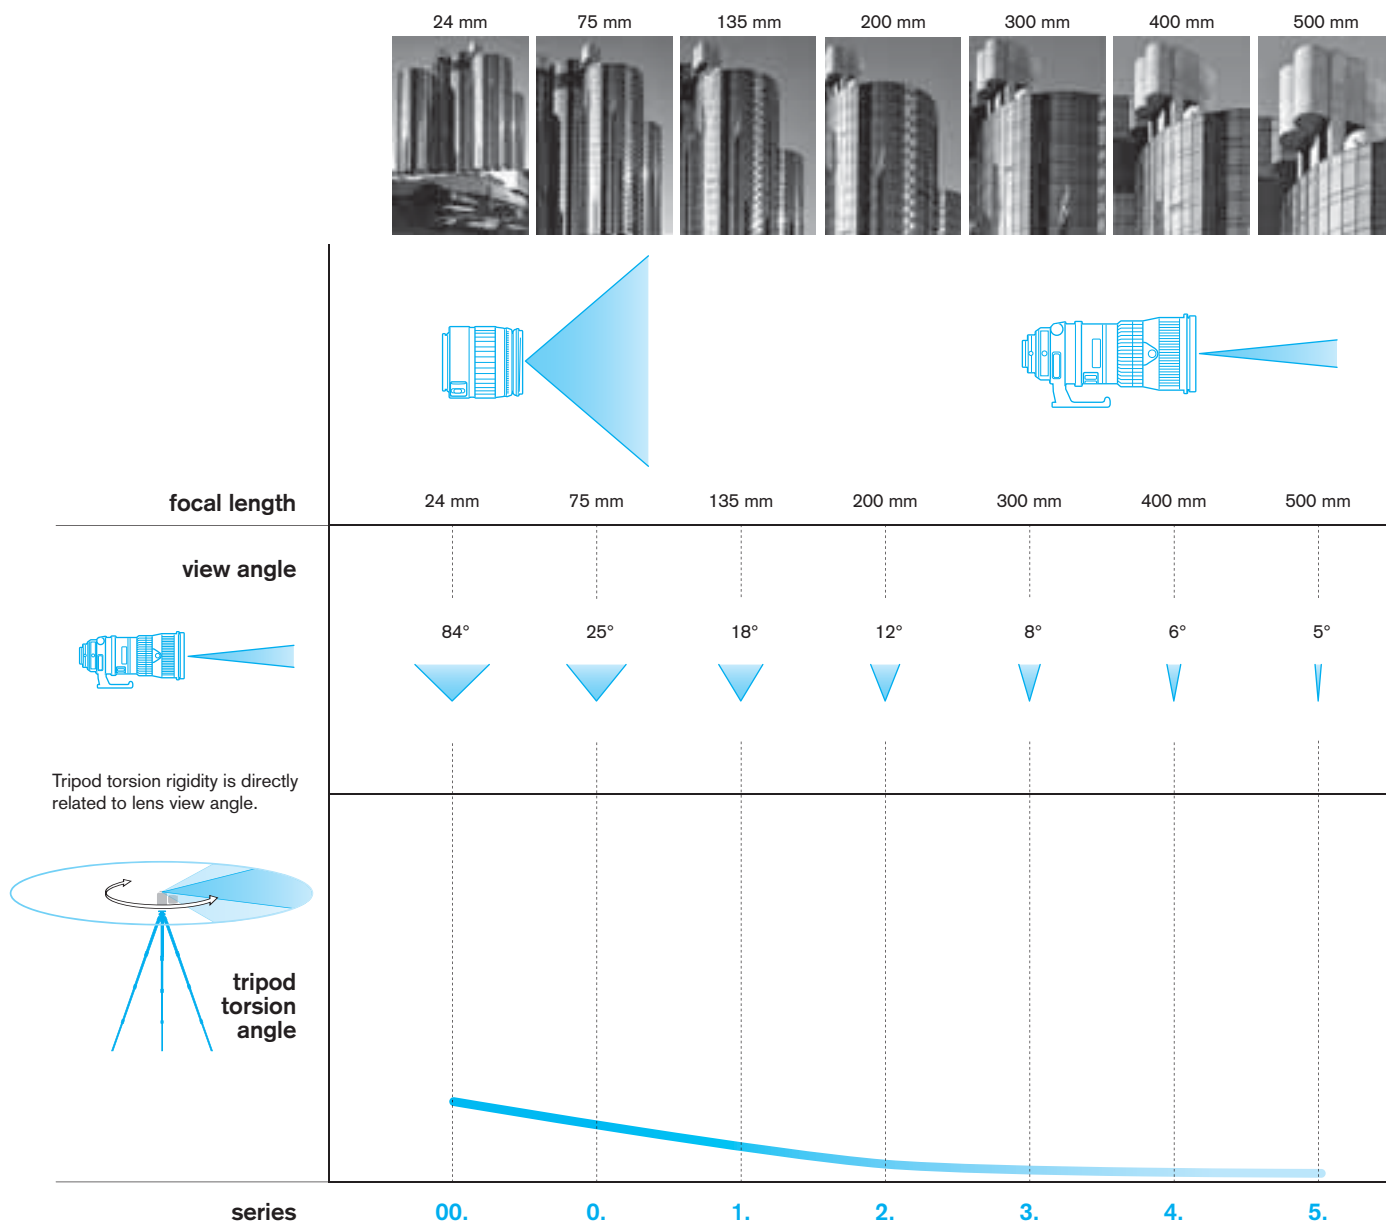 24 mm 75 mm 135 mm 200 mm 300 mm 400 mm 500 mm
focal length 24 mm 75 mm 135 mm 200 mm 300 mm 400 mm 500 mm
view angle
84° 25° 18° 12° 8° 6° 5°
Tripod torsion rigidity is directly
related to lens view angle.
tripod
torsion
angle
series 00. 0. 1. 2. 3. 4. 5.